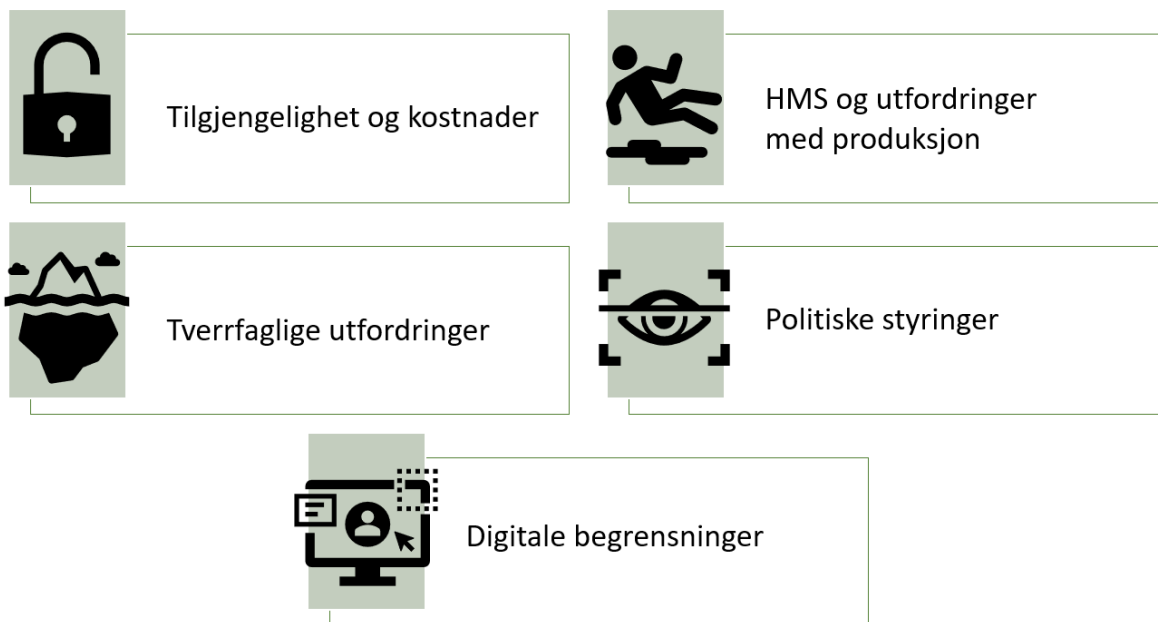 Tilgjengelighet og kostnader
HMS og utfordringer
med produksjon
Tverrfaglige utfordringer
Politiske styringer
Digitale begrensninger